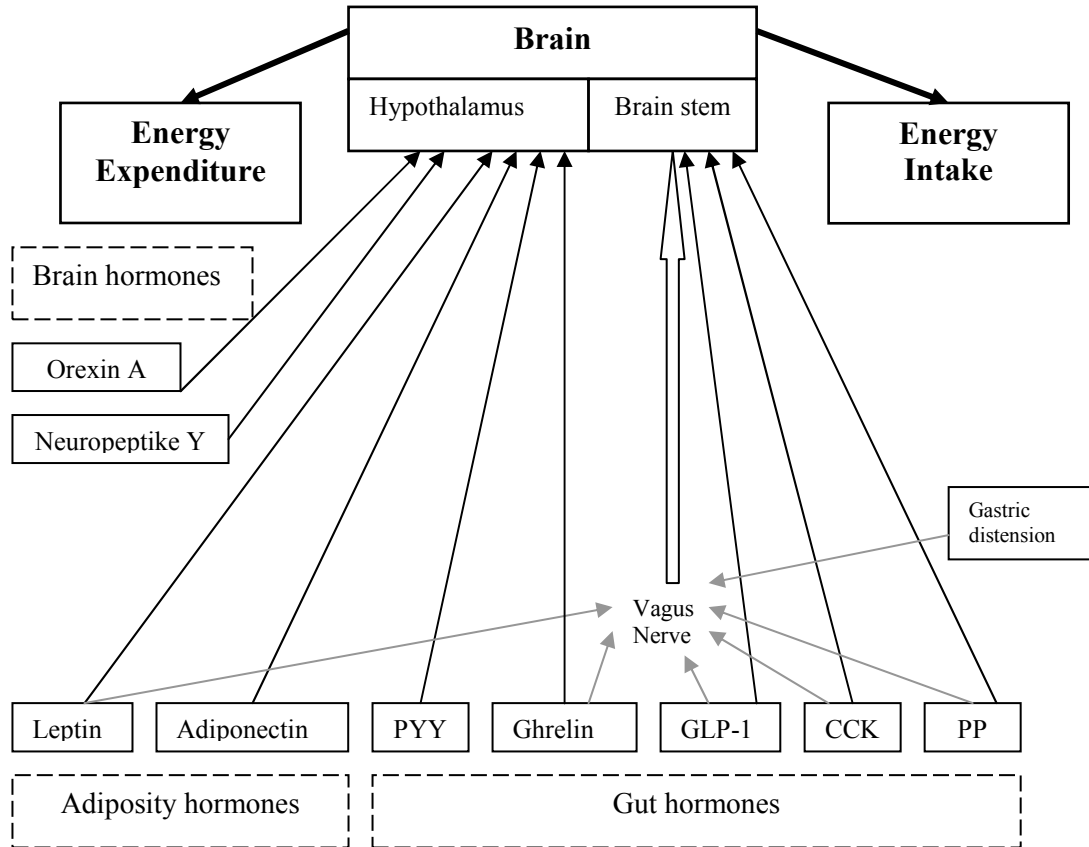 Brain
Hypothalamus
Brain stem
Energy
Expenditure
Energy
Intake
Brain hormones
Orexin A
Neuropeptike Y
Gastric
distension
Vagus
Nerve
Leptin
Adiponectin
PYY
Ghrelin
GLP-1
CCK
PP
Adiposity hormones
Gut hormones